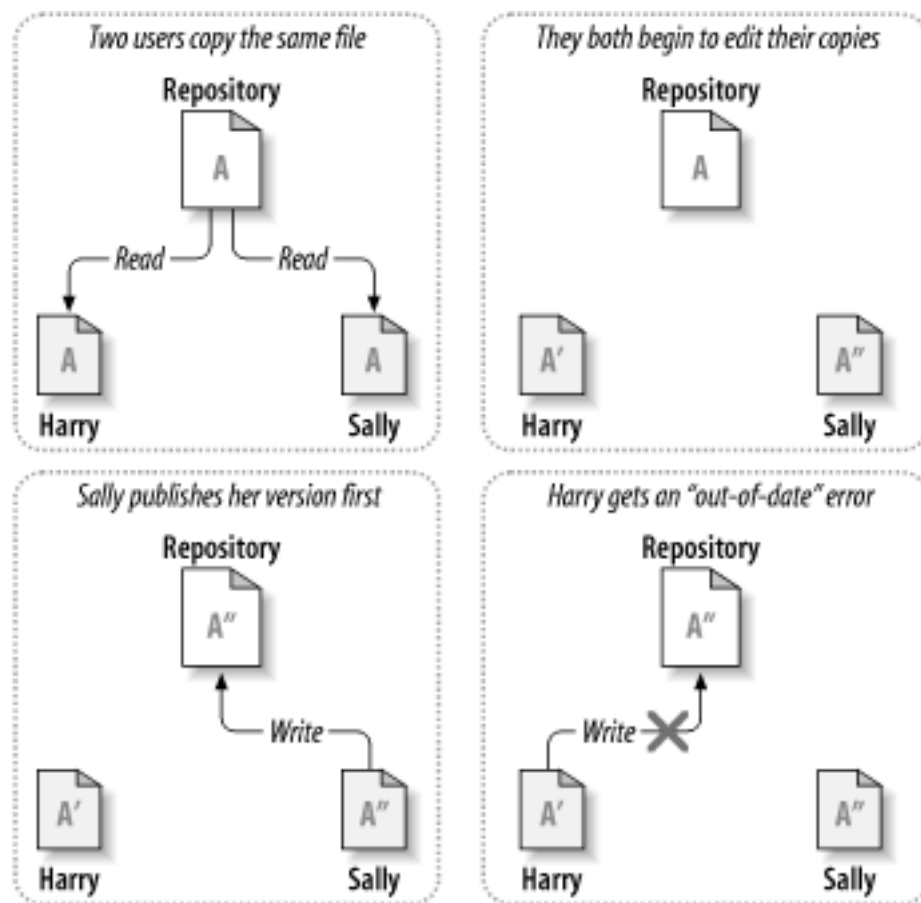 Two users copy the same file
Repository
A
Read Read
A A
Harry Sally
They both begin to edit their copies
Repository
A
A' A"
Harry Sally
Sally publishes her version first
Repository
A"
Write
A' A"
Harry Sally
Harry gets an “out-of-date” error
Repository
A"
Write
A' A"
Harry Sally